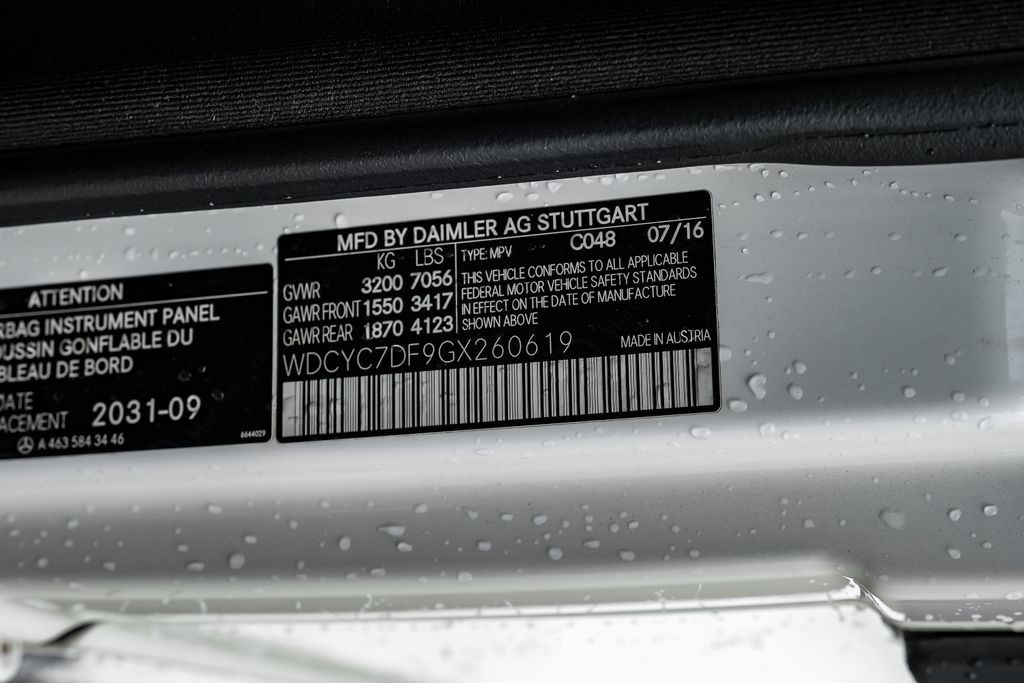 ATTENTION
RBAG INSTRUMENT PANEL
OUSSIN GONFLABLE DU
BLEAU DE BORD
DATE
ACEMENT 2031-09
A 463 584 34 46
6644029
MFD BY DAIMLER AG STUTTGART
KG LBS
GVWR 3200 7056
GAWR FRONT 1550 3417
GAWR REAR 1870 4123
TYPE: MPV C048 07/16
THIS VEHICLE CONFORMS TO ALL APPLICABLE
FEDERAL MOTOR VEHICLE SAFETY STANDARDS
IN EFFECT ON THE DATE OF MANUFACTURE
SHOWN ABOVE
WDCYC7DF9GX260619
MADE IN AUSTRIA